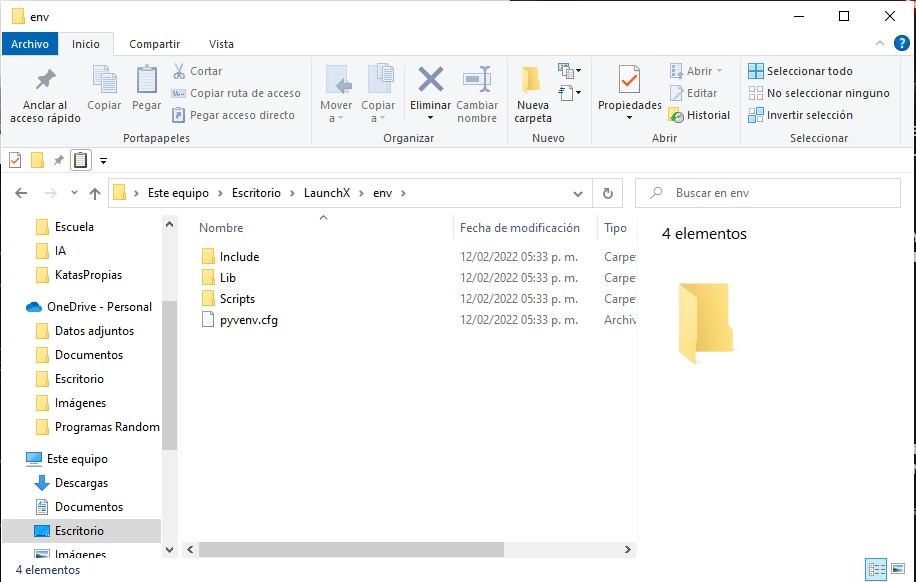 env
Archivo Inicio Compartir Vista
Anclar al acceso rápido
Copiar
Pegar
Cortar
Copiar ruta de acceso
Pegar acceso directo
Mover a
Copiar a
Eliminar
Cambiar nombre
Nueva carpeta
Propiedades
Abrir
Editar
Historial
Seleccionar todo
No seleccionar ninguno
Invertir selección
Portapapeles Organizar Nuevo Abrir Seleccionar
Este equipo Escritorio LaunchX env
Buscar en env
Escuela
IA
KatasPropias
OneDrive - Personal
Datos adjuntos
Documentos
Escritorio
Imágenes
Programas Random
Este equipo
Descargas
Documentos
Escritorio
Imágenes
Nombre Fecha de modificación Tipo
Include 12/02/2022 05:33 p. m. Carpe
Lib 12/02/2022 05:33 p. m. Carpe
Scripts 12/02/2022 05:33 p. m. Carpe
pyvenv.cfg 12/02/2022 05:33 p. m. Archiv
4 elementos
4 elementos